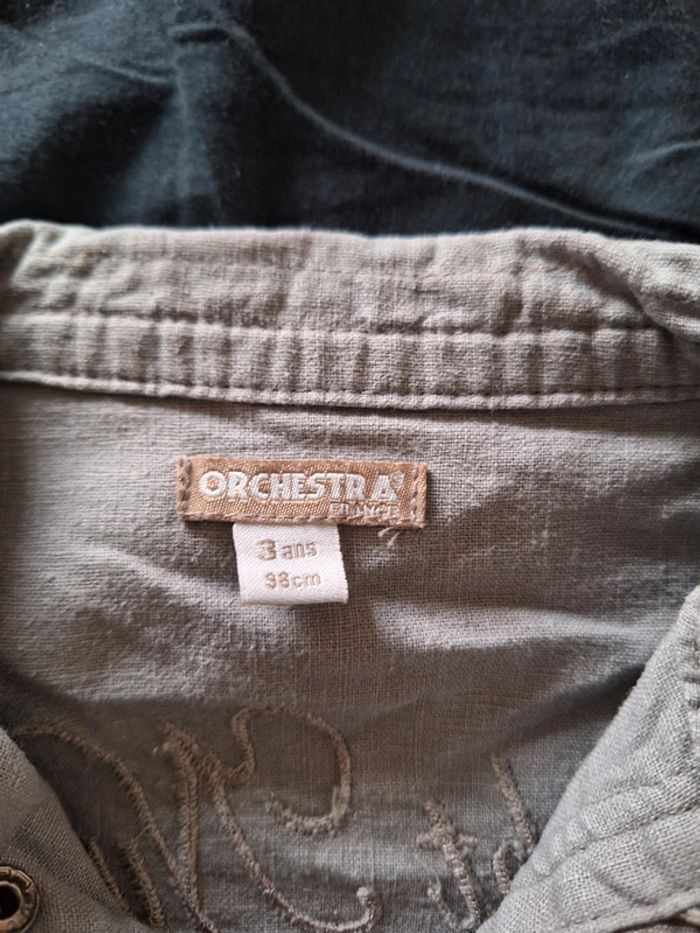 ORCHESTRA
FRANCE
3 ans
98cm